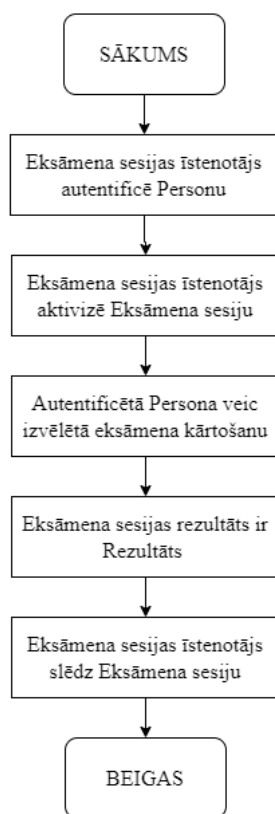 SĀKUMS
Eksāmena sesijas īstenotājs
autentificē Personu
Eksāmena sesijas īstenotājs
aktivizē Eksāmena sesiju
Autentificētā Persona veic
izvēlētā eksāmena kārtošanu
Eksāmena sesijas rezultāts ir
Rezultāts
Eksāmena sesijas īstenotājs
slēdz Eksāmena sesiju
BEIGAS